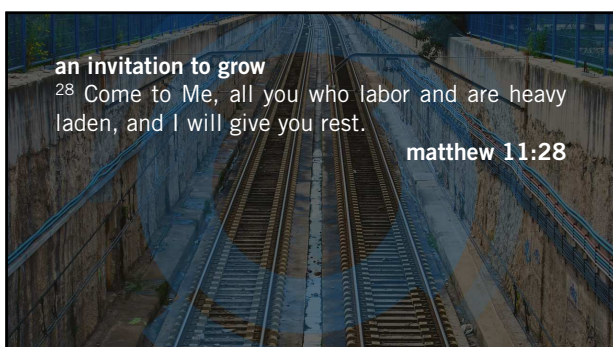 an invitation to grow
28 Come to Me, all you who labor and are heavy
laden, and I will give you rest.
matthew 11:28